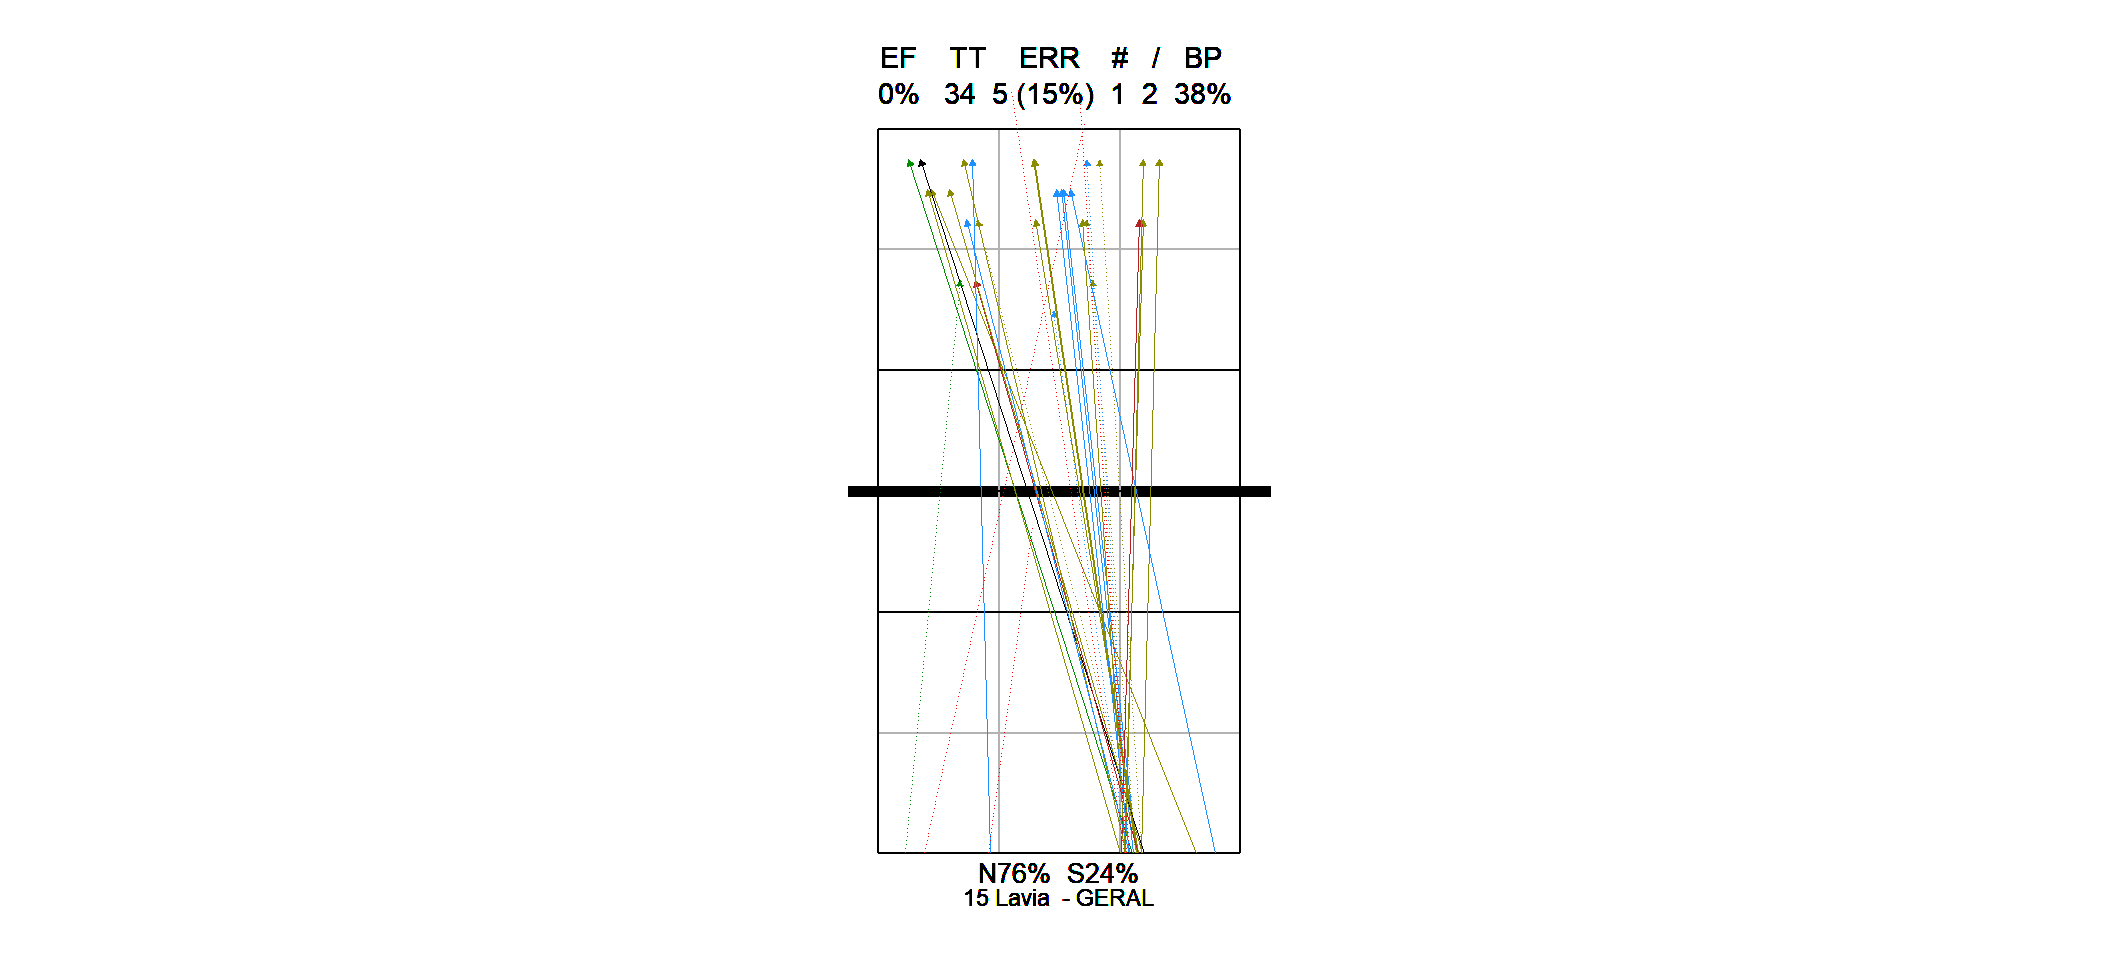 EF TT ERR # / BP
0% 34 5 (15%) 1 2 38%
N76% S24%
15 Lavia - GERAL